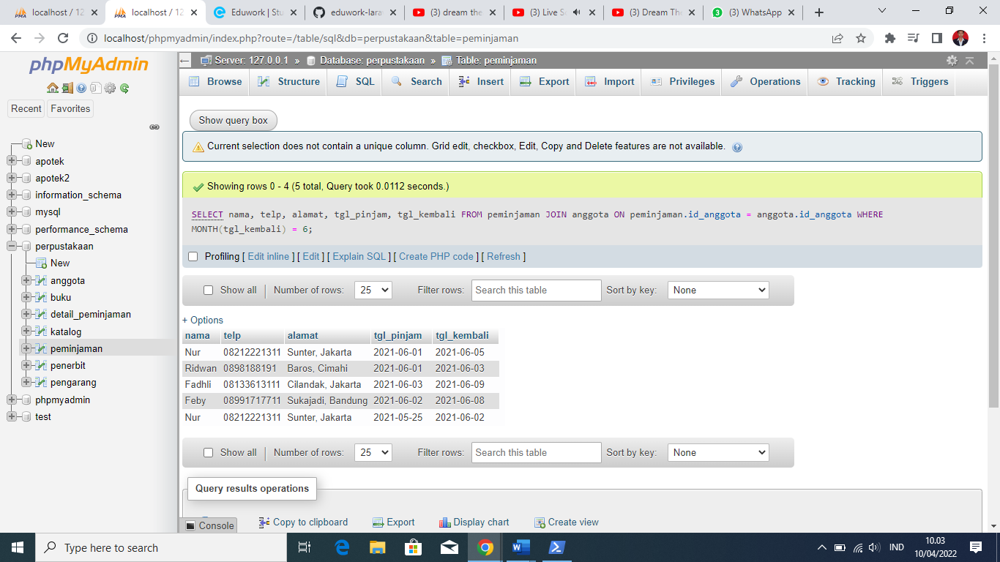 localhost / 12
localhost / 12
Eduwork | Stu
eduwork-lara
(3) dream the
(3) Live S
(3) Dream The
(3) WhatsApp
localhost/phpmyadmin/index.php?route=/table/sql&db=perpustakaan&table=peminjaman
phpMyAdmin
Recent Favorites
New
apotek
apotek2
information_schema
mysql
performance_schema
perpustakaan
New
anggota
buku
detail_peminjaman
katalog
peminjaman
penerbit
pengarang
phpmyadmin
test
Server: 127.0.0.1 » Database: perpustakaan » Table: peminjaman
Browse Structure SQL Search Insert Export Import Privileges Operations Tracking Triggers
Show query box
Current selection does not contain a unique column. Grid edit, checkbox, Edit, Copy and Delete features are not available.
Showing rows 0 - 4 (5 total, Query took 0.0112 seconds.)
SELECT nama, telp, alamat, tgl_pinjam, tgl_kembali FROM peminjaman JOIN anggota ON peminjaman.id_anggota = anggota.id_anggota WHERE
MONTH(tgl_kembali) = 6;
Profiling [ Edit inline ] [ Edit ] [ Explain SQL ] [ Create PHP code ] [ Refresh ]
Show all | Number of rows: 25 Filter rows: Search this table Sort by key: None
+ Options
nama telp alamat tgl_pinjam tgl_kembali
Nur 08212221311 Sunter, Jakarta 2021-06-01 2021-06-05
Ridwan 0898188191 Baros, Cimahi 2021-06-01 2021-06-03
Fadhli 08133613111 Cilandak, Jakarta 2021-06-03 2021-06-09
Feby 08991717711 Sukajadi, Bandung 2021-06-02 2021-06-08
Nur 08212221311 Sunter, Jakarta 2021-05-25 2021-06-02
Show all | Number of rows: 25 Filter rows: Search this table Sort by key: None
Query results operations
Console
Copy to clipboard Export Display chart Create view
Type here to search
IND
10.03
10/04/2022